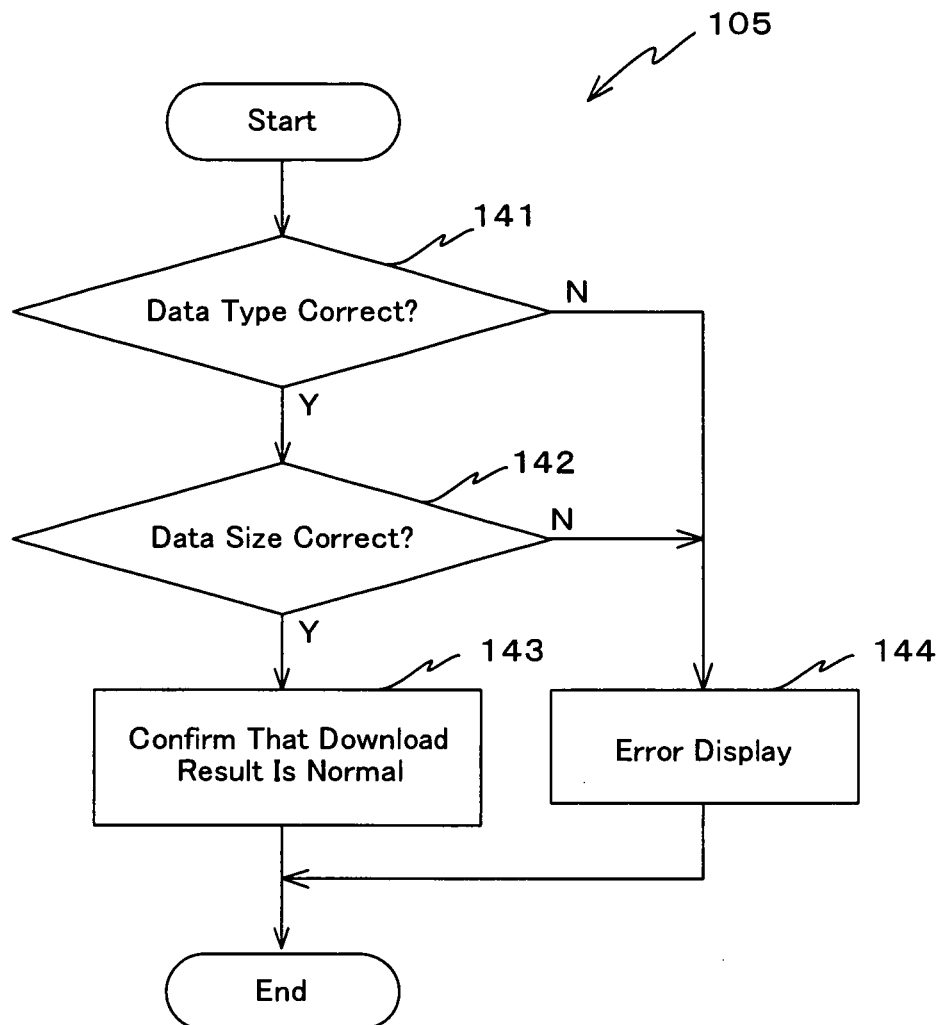 105
Start
141
Data Type Correct?
N
Y
142
Data Size Correct?
N
Y
143
Confirm That Download
Result Is Normal
144
Error Display
End